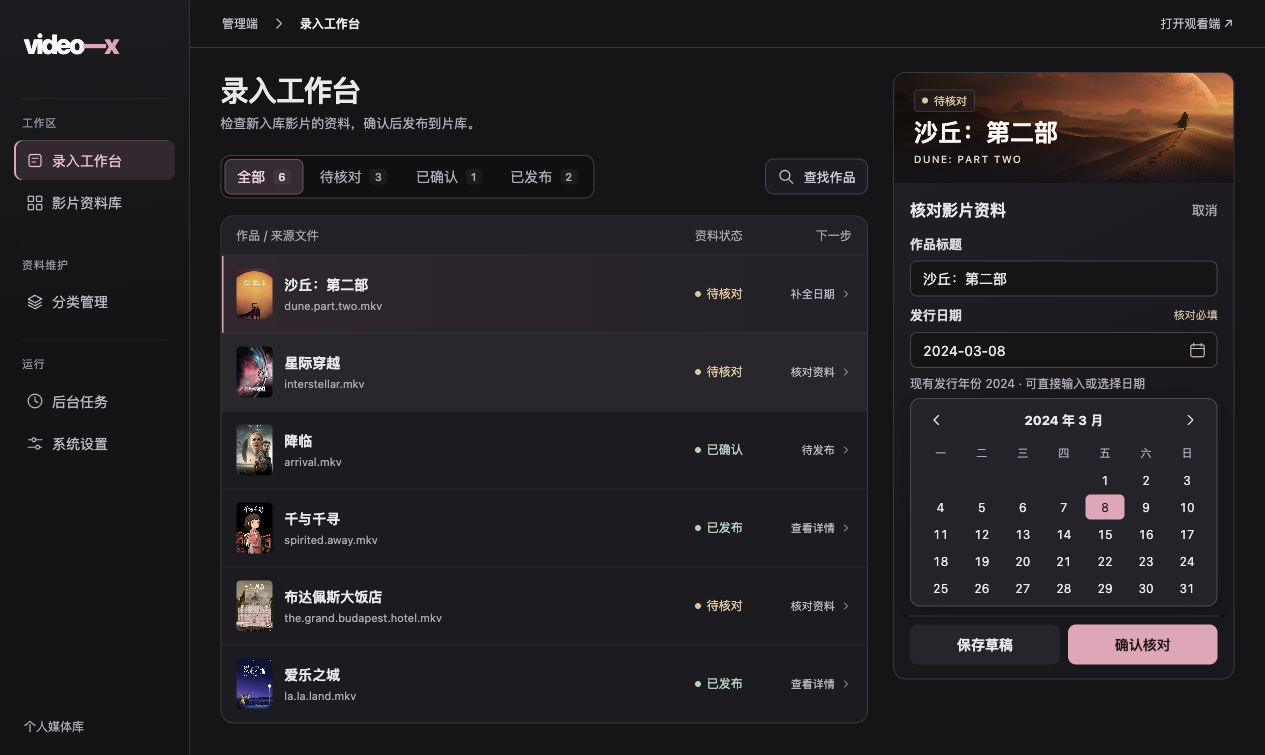 video—x
工作区
录入工作台
影片资料库
资料维护
分类管理
运行
后台任务
系统设置
个人媒体库
管理端 > 录入工作台
打开观看端 ↗
录入工作台
检查新入库影片的资料，确认后发布到片库。
全部 6 待核对 3 已确认 1 已发布 2
查找作品
作品 / 来源文件 资料状态 下一步
沙丘：第二部
dune.part.two.mkv
待核对 补全日期
星际穿越
interstellar.mkv
待核对 核对资料
降临
arrival.mkv
已确认 待发布
千与千寻
spirited.away.mkv
已发布 查看详情
布达佩斯大饭店
the.grand.budapest.hotel.mkv
待核对 核对资料
爱乐之城
la.la.land.mkv
已发布 查看详情
待核对
沙丘：第二部
DUNE: PART TWO
核对影片资料 取消
作品标题
沙丘：第二部
发行日期 核对必填
2024-03-08
现有发行年份 2024 · 可直接输入或选择日期
2024 年 3 月
一 二 三 四 五 六 日
1 2 3
4 5 6 7 8 9 10
11 12 13 14 15 16 17
18 19 20 21 22 23 24
25 26 27 28 29 30 31
保存草稿 确认核对